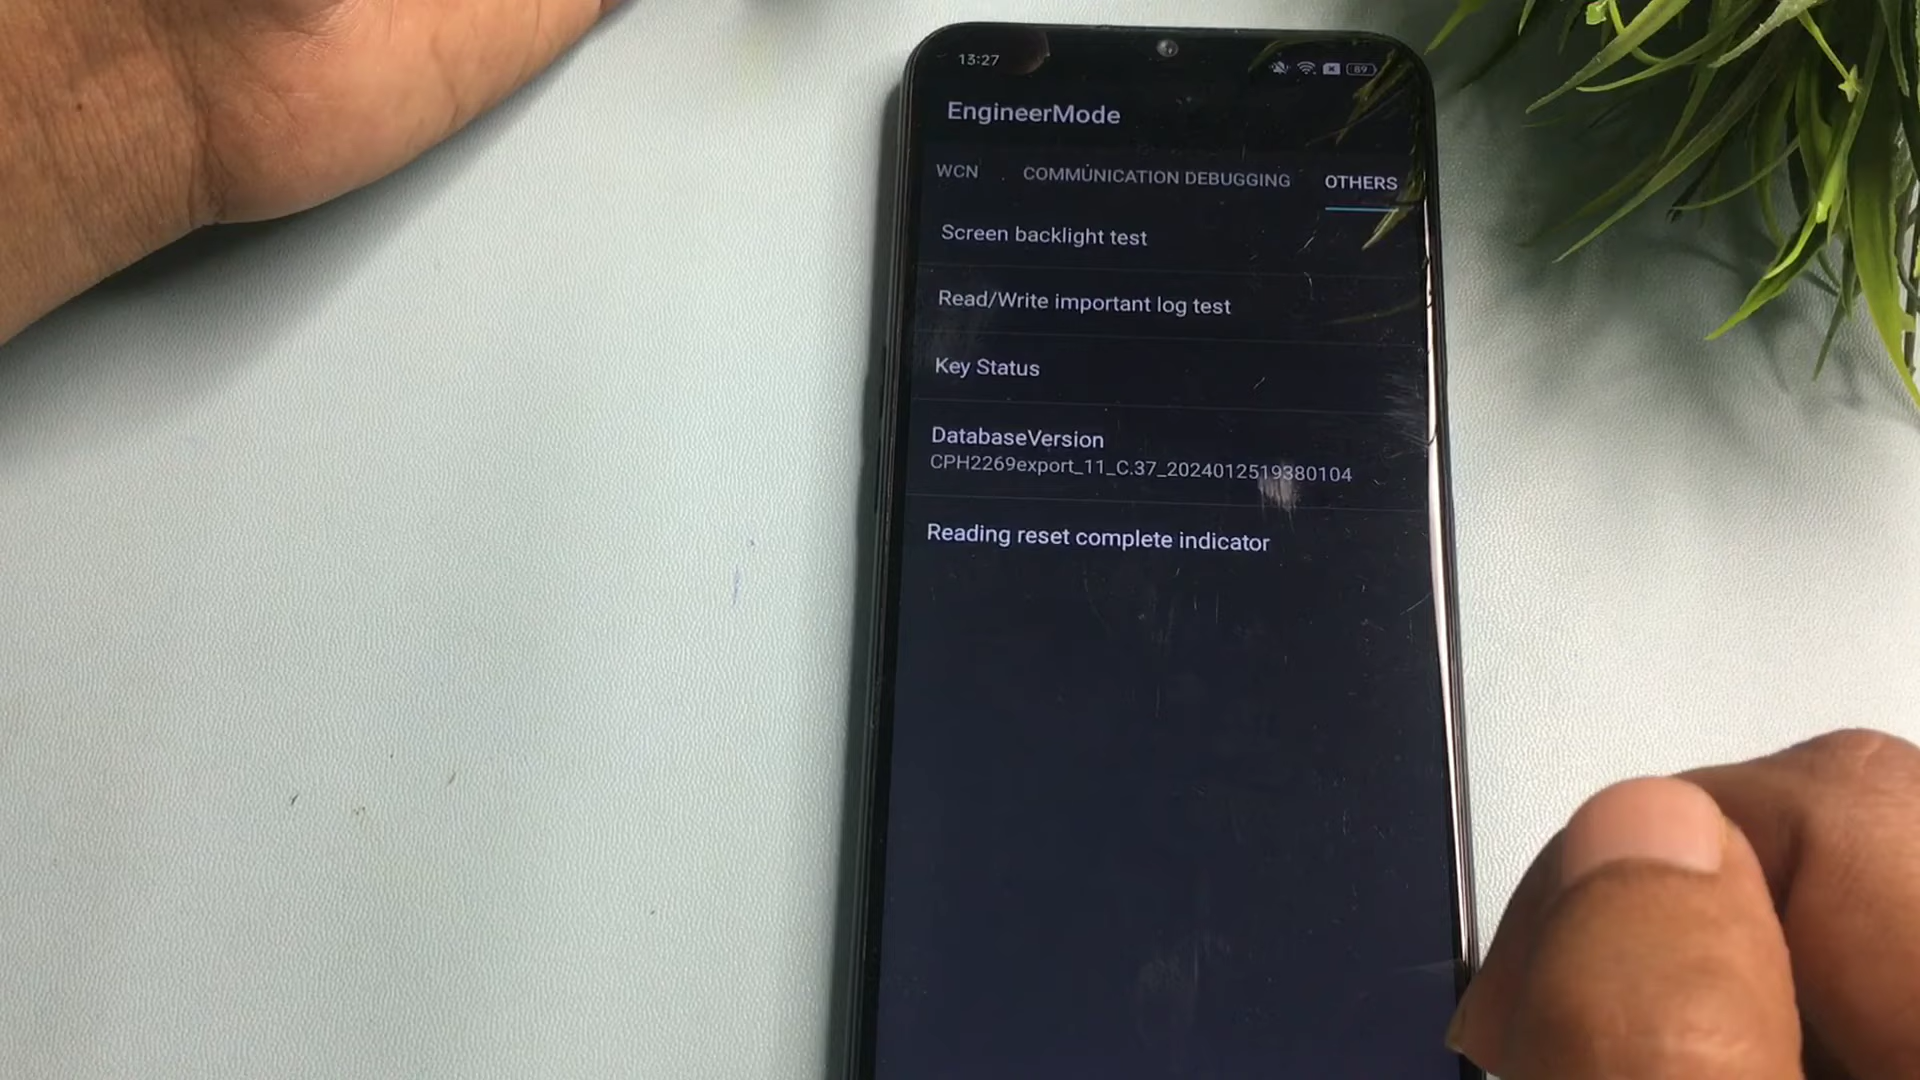 13:27
89
EngineerMode
WCN COMMUNICATION DEBUGGING OTHERS
Screen backlight test
Read/Write important log test
Key Status
DatabaseVersion
CPH2269export_11_C.37_2024012519380104
Reading reset complete indicator